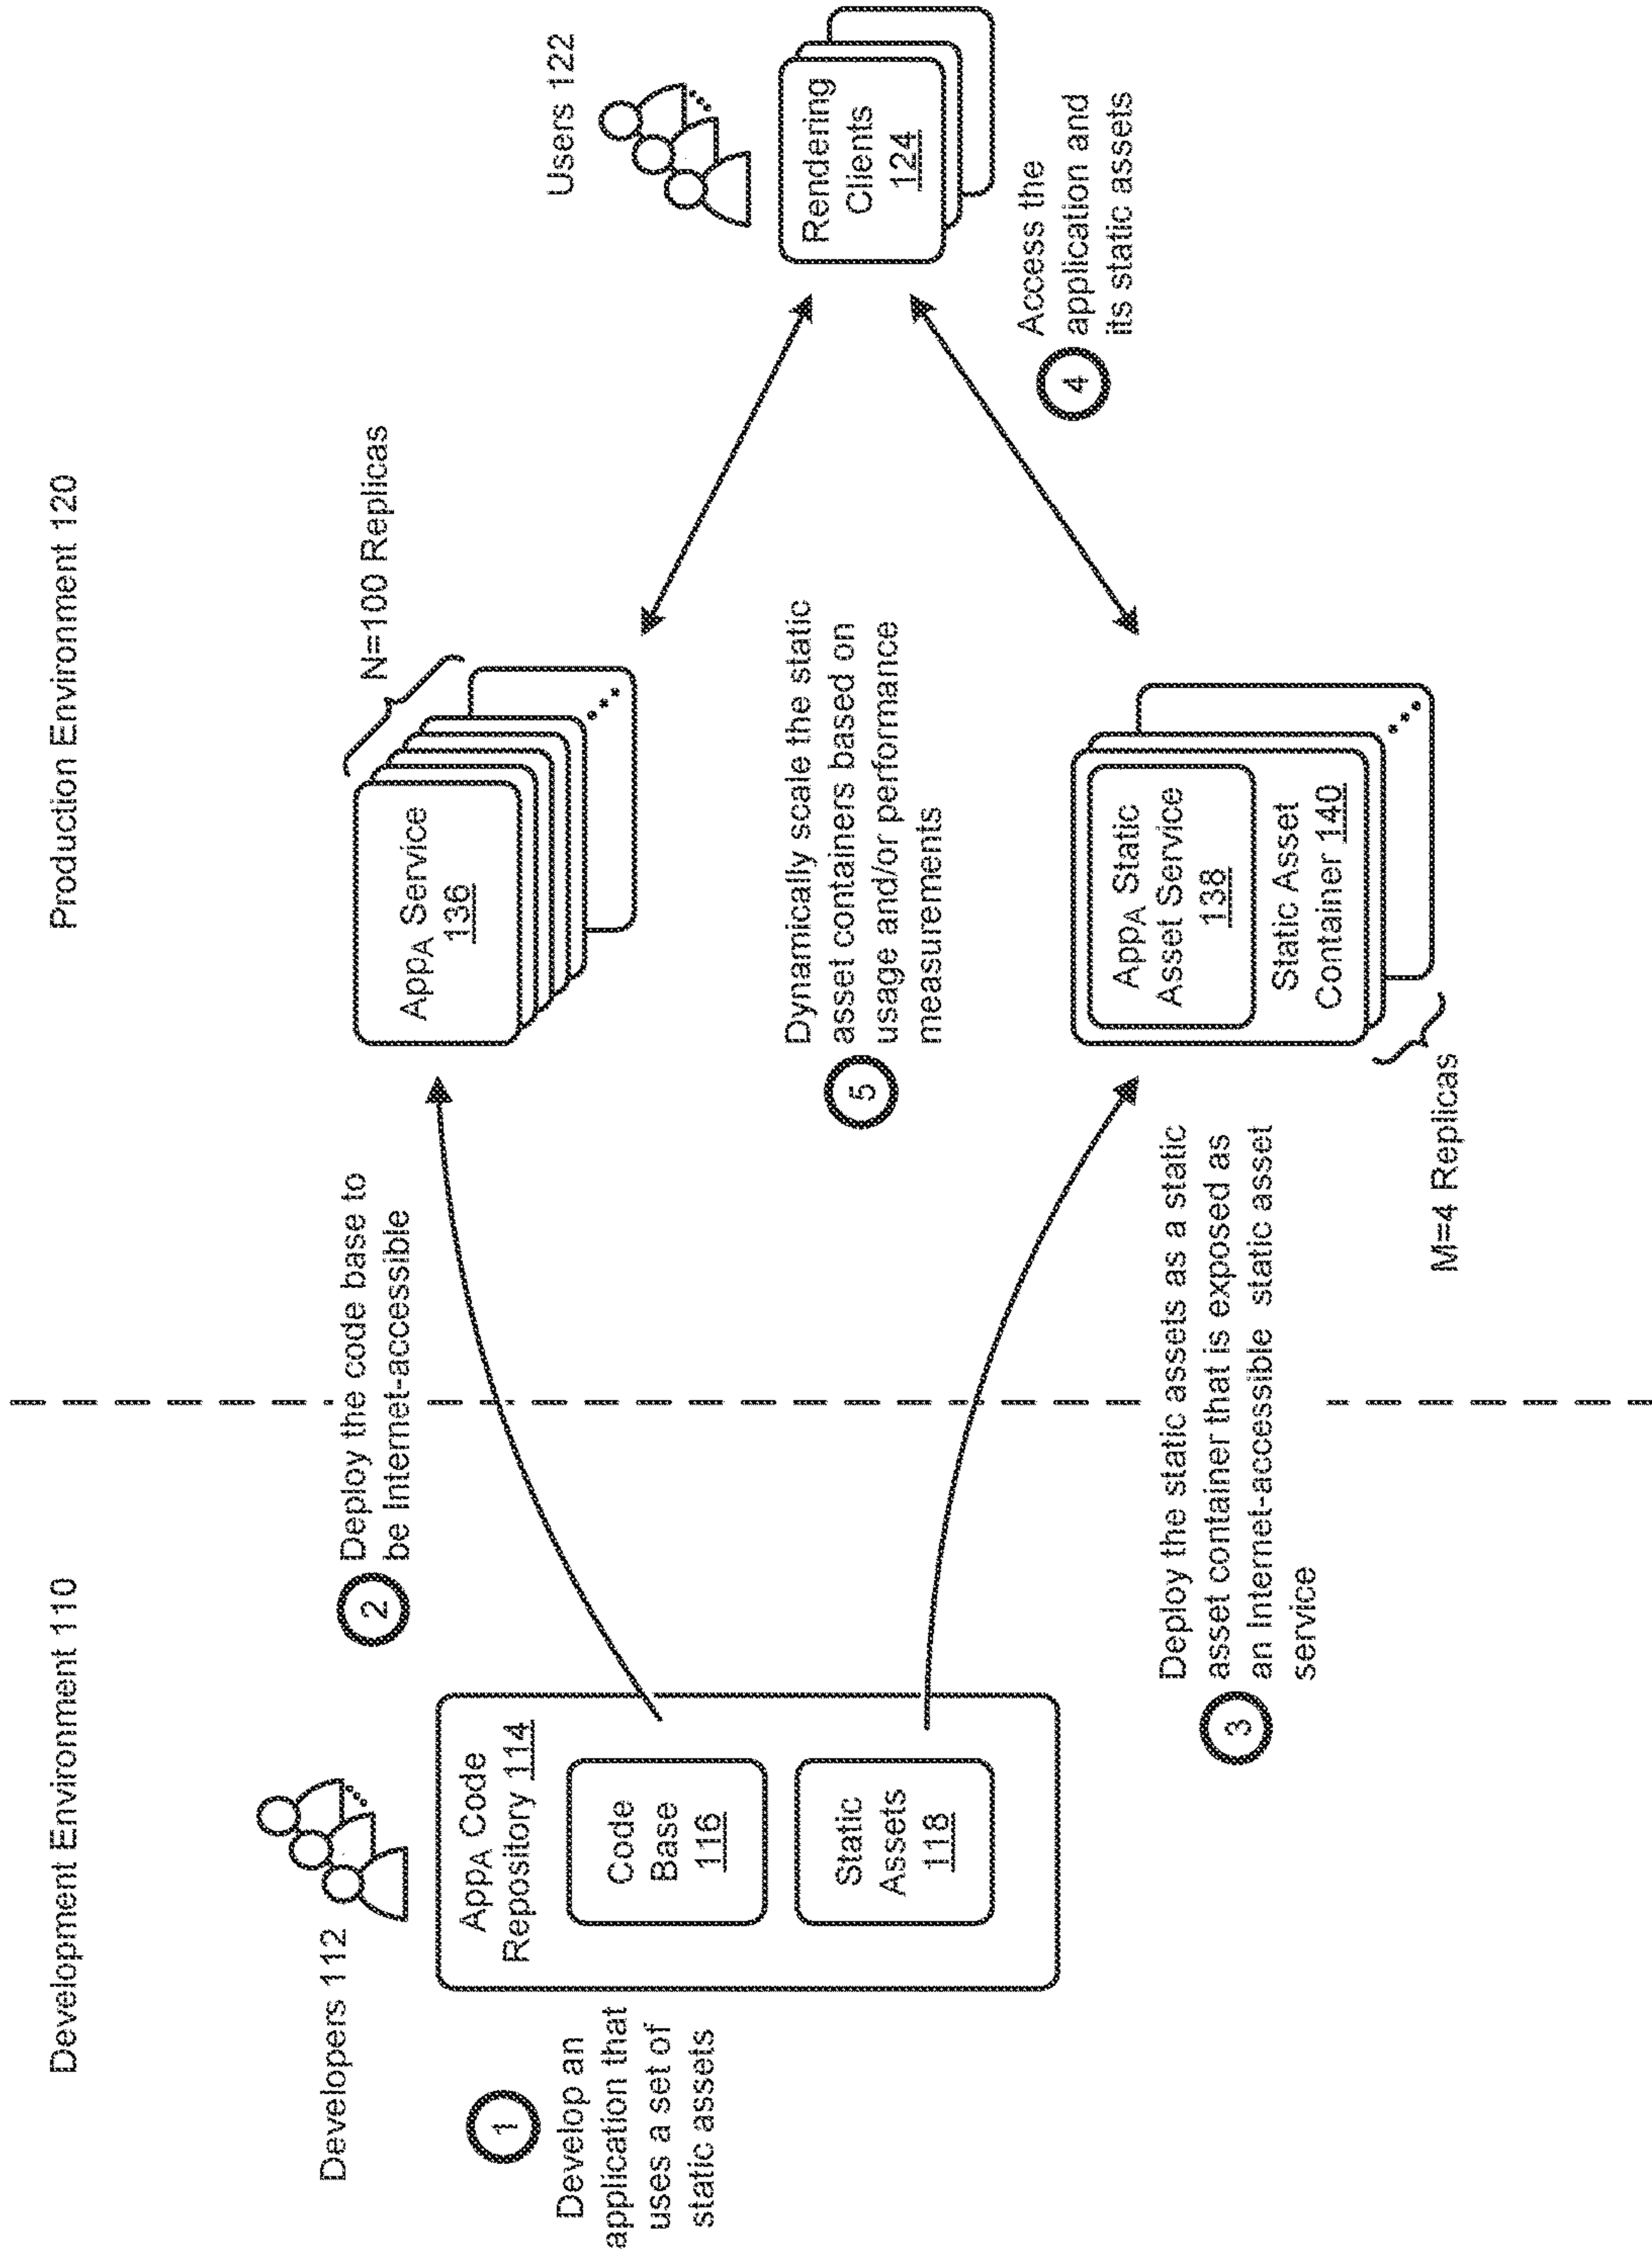 Development Environment 110
Production Environment 120
Developers 112
1
Develop an
application that
uses a set of
static assets
AppA Code
Repository 114
Code
Base
116
Static
Assets
118
2
Deploy the code base to
be Internet-accessible
3
Deploy the static assets as a static
asset container that is exposed as
an Internet-accessible static asset
service
N=100 Replicas
AppA Service
136
5
Dynamically scale the static
asset containers based on
usage and/or performance
measurements
AppA Static
Asset Service
138
Static Asset
Container 140
M=4 Replicas
Users 122
Rendering
Clients
124
4
Access the
application and
its static assets